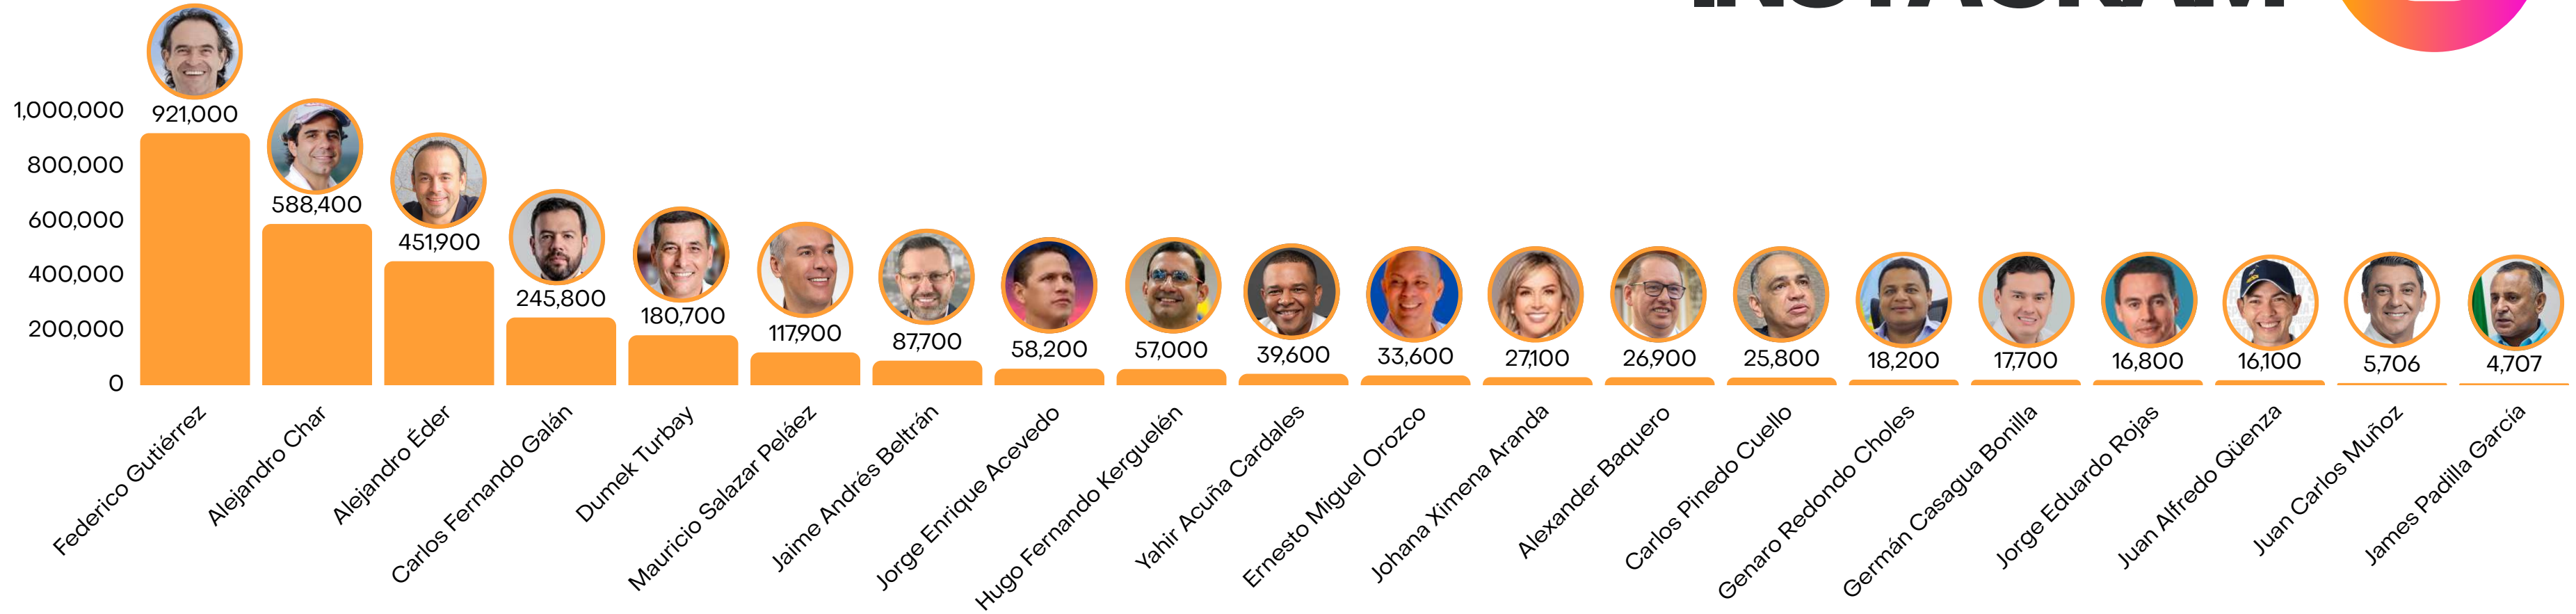 INSTAGRAM
1,000,000
800,000
600,000
400,000
200,000
0
921,000
588,400
451,900
245,800
180,700
117,900
87,700
58,200
57,000
39,600
33,600
27,100
26,900
25,800
18,200
17,700
16,800
16,100
5,706
4,707
Federico Gutiérrez
Alejandro Char
Alejandro Éder
Carlos Fernando Galán
Dumek Turbay
Mauricio Salazar Peláez
Jaime Andrés Beltrán
Jorge Enrique Acevedo
Hugo Fernando Kerguelén
Yahir Acuña Cardales
Ernesto Miguel Orozco
Johana Ximena Aranda
Alexander Baquero
Carlos Pinedo Cuello
Genaro Redondo Choles
Germán Casagua Bonilla
Jorge Eduardo Rojas
Juan Alfredo Qüenza
Juan Carlos Muñoz
James Padilla García